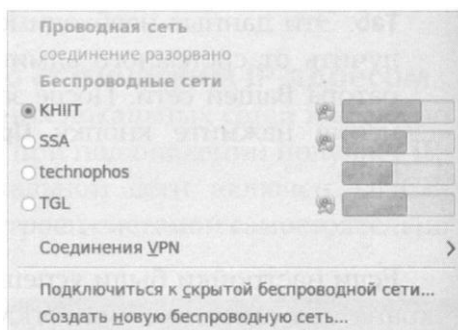 Проводная сеть
соединение разорвано
Беспроводные сети
KHIIT
SSA
technophos
TGL
Соединения VPN
Подключиться к скрытой беспроводной сети...
Создать новую беспроводную сеть...